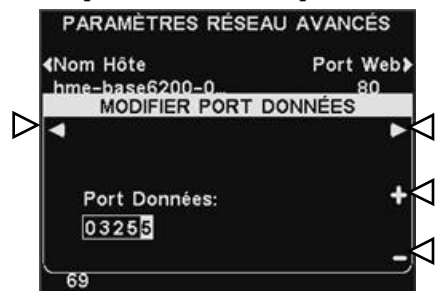 PARAMÈTRES RÉSEAU AVANCÉS
Nom Hôte Port Web
hme-base6200-0… 80
MODIFIER PORT DONNÉES
+
Port Données:
03255
-
69